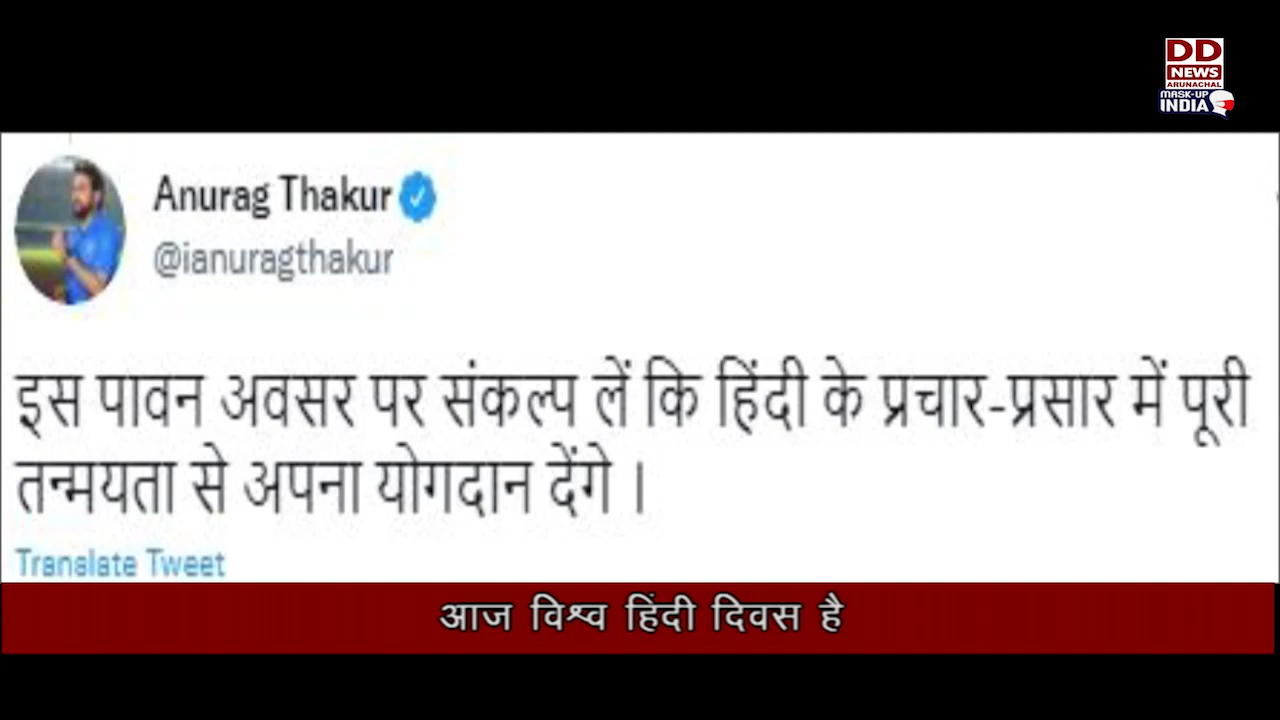 DD
NEWS
ARUNACHAL
MASK-UP
INDIA
Anurag Thakur
@ianuragthakur
इस पावन अवसर पर संकल्प लें कि हिंदी के प्रचार-प्रसार में पूरी
तन्मयता से अपना योगदान देंगे ।
Translate Tweet
आज विश्व हिंदी दिवस है